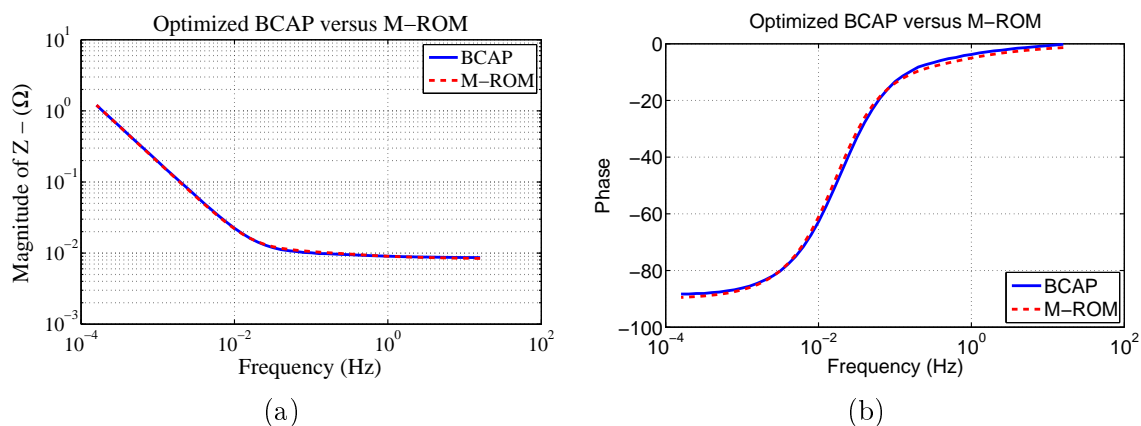 Optimized BCAP versus M−ROM
Magnitude of Z − (Ω)
10^1
10^0
10^−1
10^−2
10^−3
BCAP
M−ROM
10^−4
10^−2
10^0
10^2
Frequency (Hz)
(a)
Optimized BCAP versus M−ROM
Phase
0
−20
−40
−60
−80
−100
BCAP
M−ROM
10^−4
10^−2
10^0
10^2
Frequency (Hz)
(b)